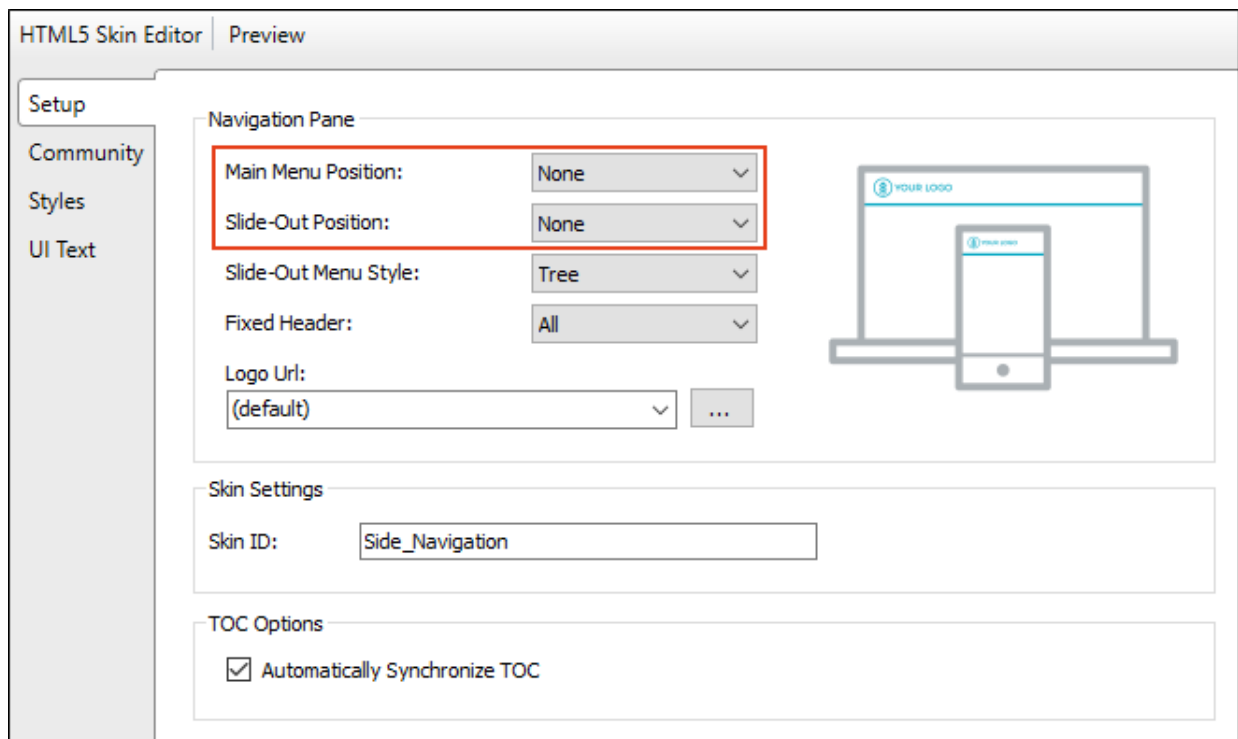 HTML5 Skin Editor Preview
Setup
Community
Styles
UI Text
Navigation Pane
Main Menu Position: None
Slide-Out Position: None
Slide-Out Menu Style: Tree
Fixed Header: All
Logo Url:
(default) ...
YOUR LOGO
YOUR LOGO
Skin Settings
Skin ID: Side_Navigation
TOC Options
Automatically Synchronize TOC